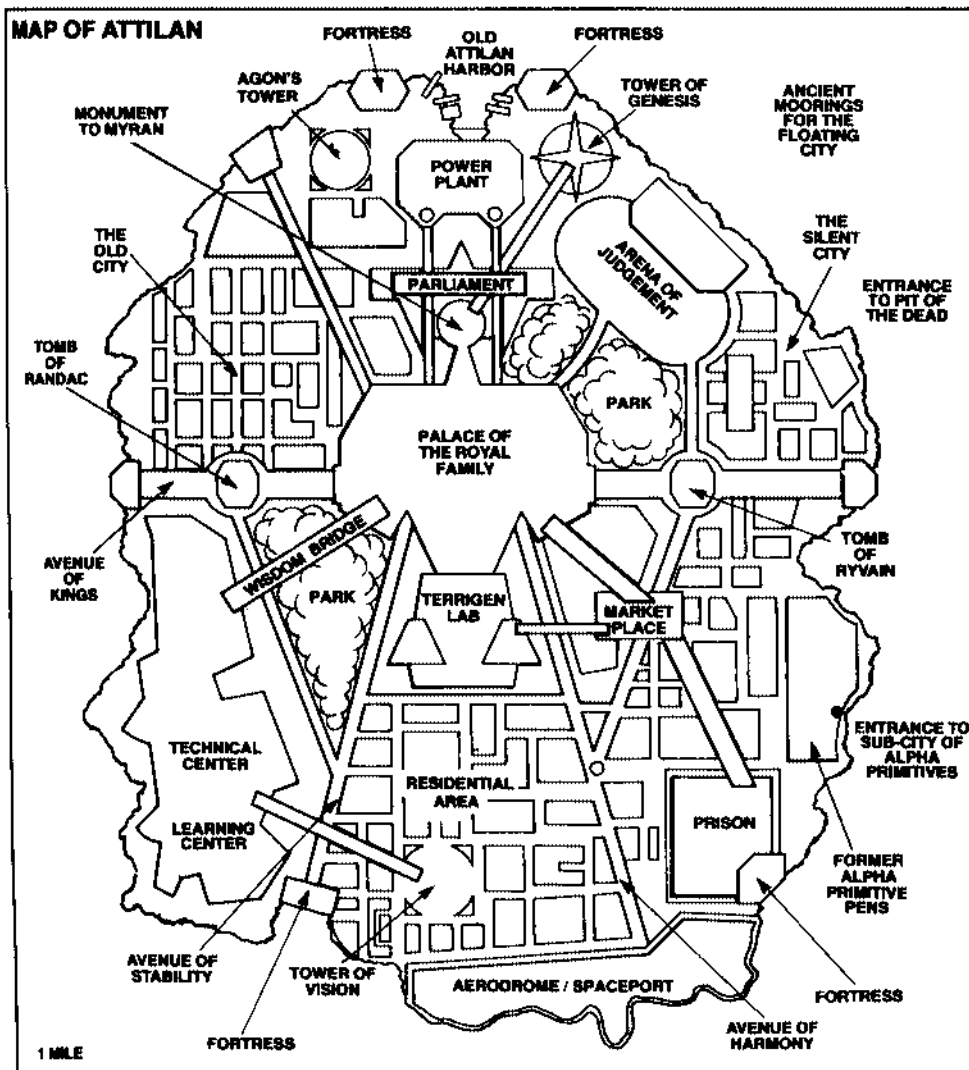 MAP OF ATTILAN
FORTRESS
OLD
ATTILAN
HARBOR
FORTRESS
AGON'S
TOWER
TOWER OF
GENESIS
MONUMENT
TO MYRAN
ANCIENT
MOORINGS
FOR THE
FLOATING
CITY
POWER
PLANT
THE
OLD
CITY
ARENA OF
JUDGEMENT
THE
SILENT
CITY
PARLIAMENT
ENTRANCE
TO PIT OF
THE DEAD
TOMB
OF
RANDAC
PARK
PALACE OF
THE ROYAL
FAMILY
AVENUE
OF
KINGS
WISDOM BRIDGE
PARK
TERRIGEN
LAB
MARKET
PLACE
TOMB
OF
RYVAIN
TECHNICAL
CENTER
ENTRANCE TO
SUB-CITY OF
ALPHA
PRIMITIVES
RESIDENTIAL
AREA
LEARNING
CENTER
PRISON
FORMER
ALPHA
PRIMITIVE
PENS
AVENUE OF
STABILITY
TOWER OF
VISION
AERODROME / SPACEPORT
FORTRESS
FORTRESS
AVENUE OF
HARMONY
1 MILE